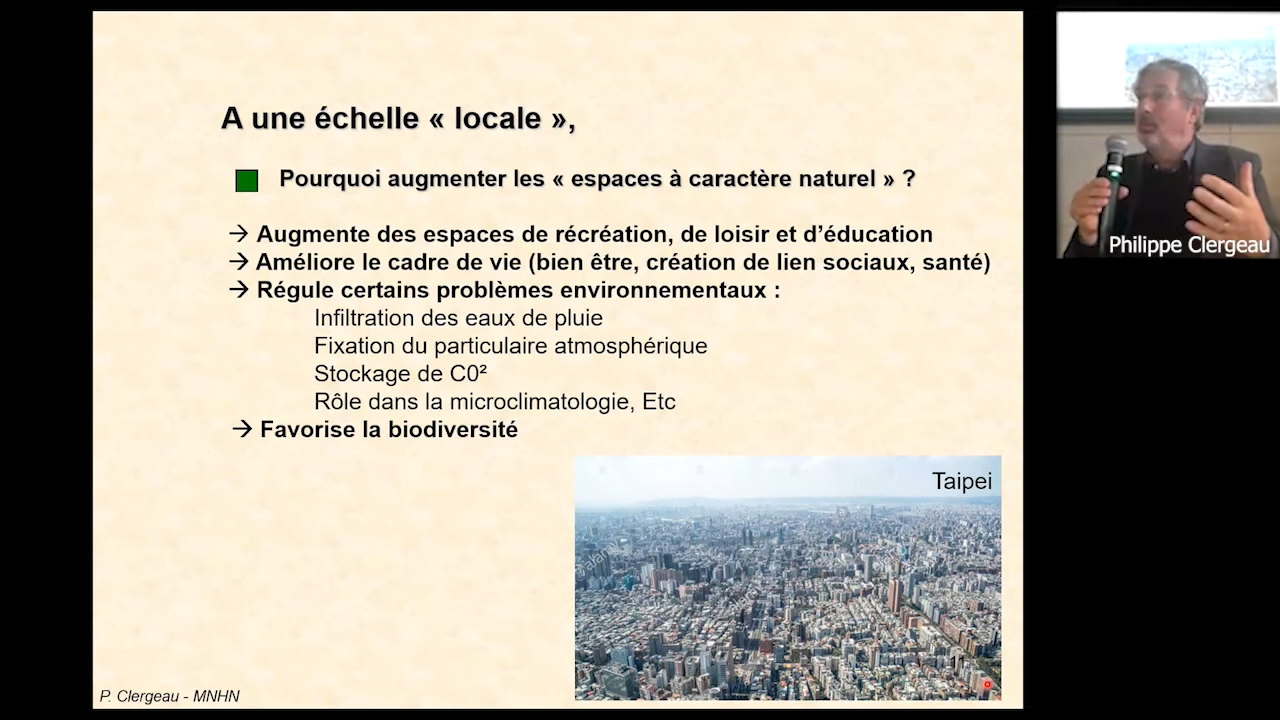 A une échelle « locale »,
Pourquoi augmenter les « espaces à caractère naturel » ?
→ Augmente des espaces de récréation, de loisir et d’éducation
→ Améliore le cadre de vie (bien être, création de lien sociaux, santé)
→ Régule certains problèmes environnementaux :
Infiltration des eaux de pluie
Fixation du particulaire atmosphérique
Stockage de C0²
Rôle dans la microclimatologie, Etc
→ Favorise la biodiversité
Taipei
P. Clergeau - MNHN
Philippe Clergeau